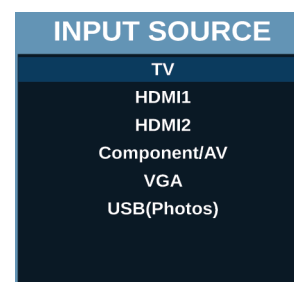 INPUT SOURCE
TV
HDMI1
HDMI2
Component/AV
VGA
USB(Photos)